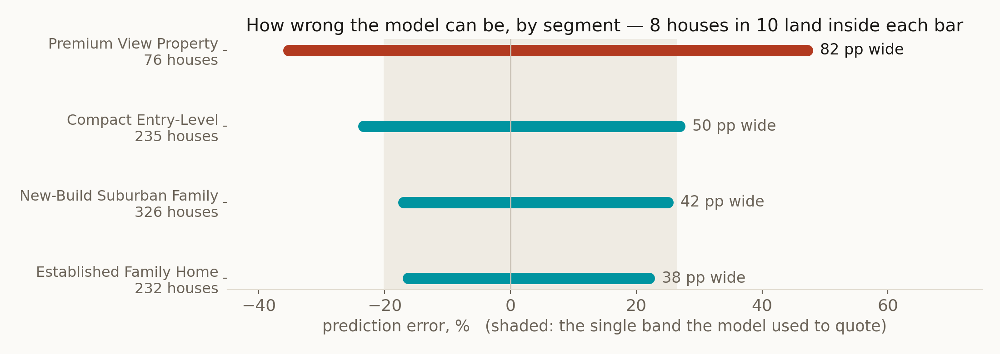 How wrong the model can be, by segment — 8 houses in 10 land inside each bar
Premium View Property
76 houses
82 pp wide
Compact Entry-Level
235 houses
50 pp wide
New-Build Suburban Family
326 houses
42 pp wide
Established Family Home
232 houses
38 pp wide
−40 −20 0 20 40 60
prediction error, % (shaded: the single band the model used to quote)